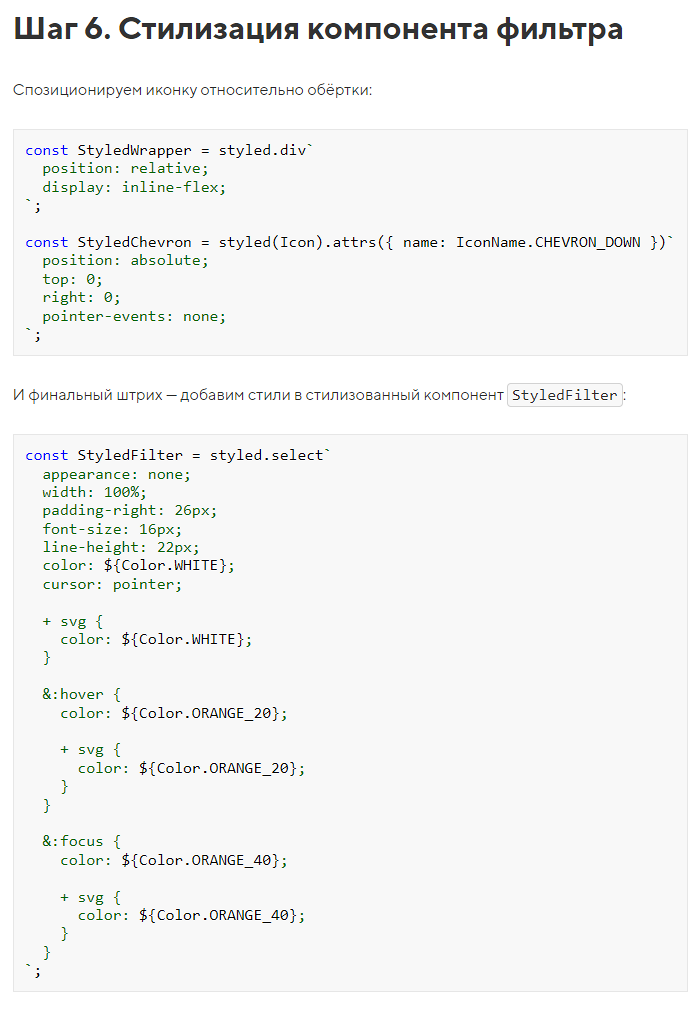 Шаг 6. Стилизация компонента фильтра
Спозиционируем иконку относительно обёртки:
const StyledWrapper = styled.div`
  position: relative;
  display: inline-flex;
`;
const StyledChevron = styled(Icon).attrs({ name: IconName.CHEVRON_DOWN })`
  position: absolute;
  top: 0;
  right: 0;
  pointer-events: none;
`;
И финальный штрих — добавим стили в стилизованный компонент StyledFilter:
const StyledFilter = styled.select`
  appearance: none;
  width: 100%;
  padding-right: 26px;
  font-size: 16px;
  line-height: 22px;
  color: ${Color.WHITE};
  cursor: pointer;
  + svg {
    color: ${Color.WHITE};
  }
  &:hover {
    color: ${Color.ORANGE_20};
    + svg {
      color: ${Color.ORANGE_20};
    }
  }
  &:focus {
    color: ${Color.ORANGE_40};
    + svg {
      color: ${Color.ORANGE_40};
    }
  }
`;